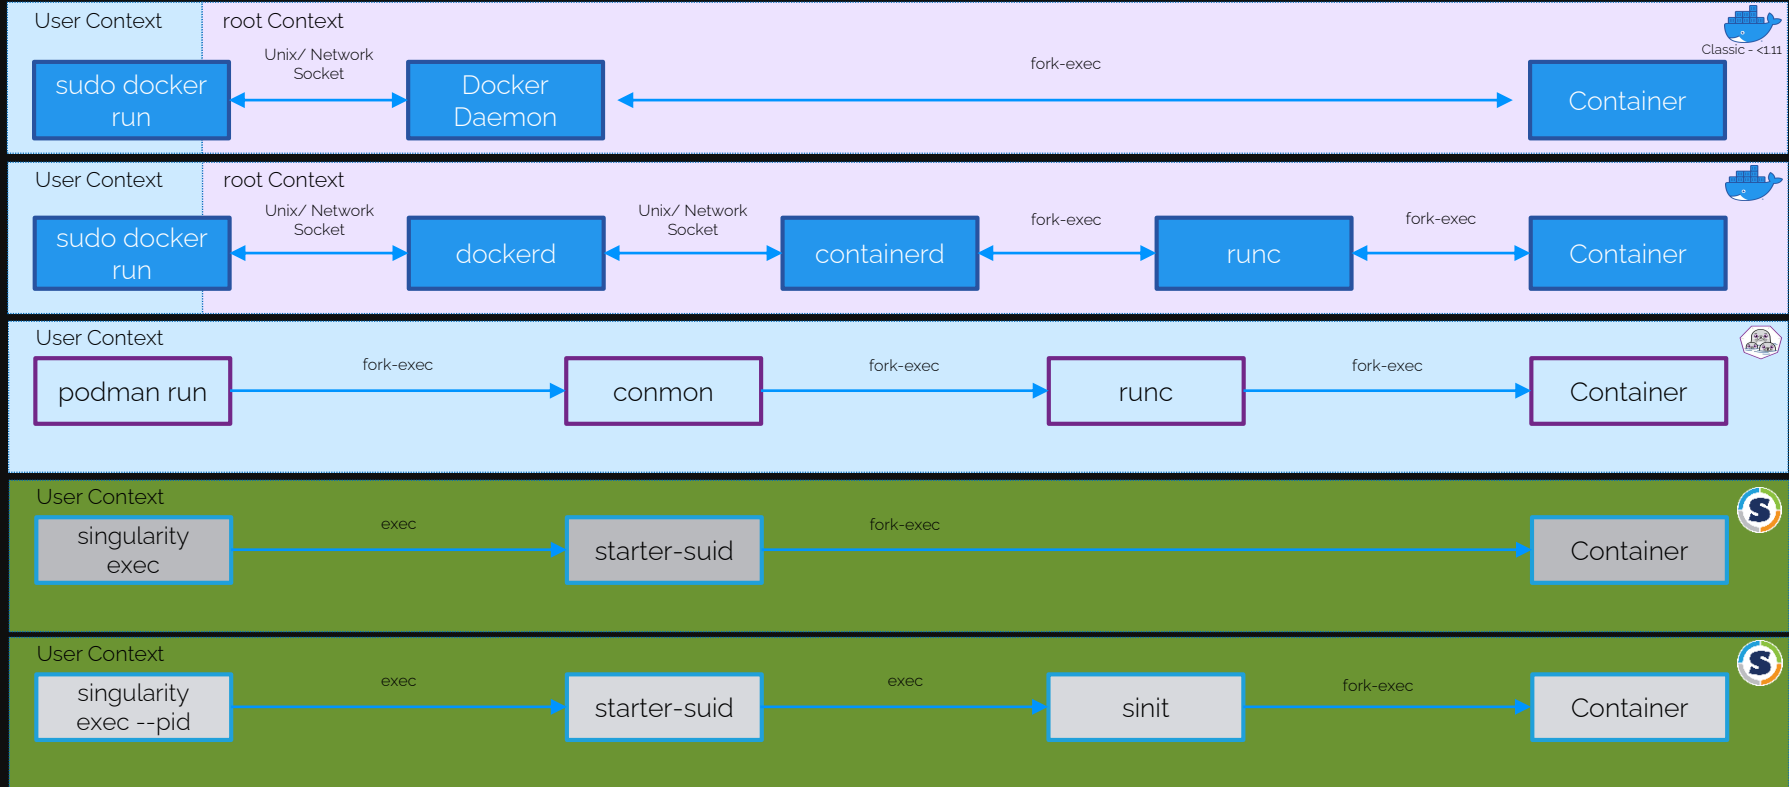 User Context
root Context
Classic - <1.11
Unix/ Network
Socket
fork-exec
sudo docker
run
Docker
Daemon
Container
User Context
root Context
Unix/ Network
Socket
Unix/ Network
Socket
fork-exec
fork-exec
sudo docker
run
dockerd
containerd
runc
Container
User Context
fork-exec
fork-exec
fork-exec
podman run
conmon
runc
Container
User Context
exec
fork-exec
singularity
exec
starter-suid
Container
S
User Context
exec
exec
fork-exec
singularity
exec --pid
starter-suid
sinit
Container
S